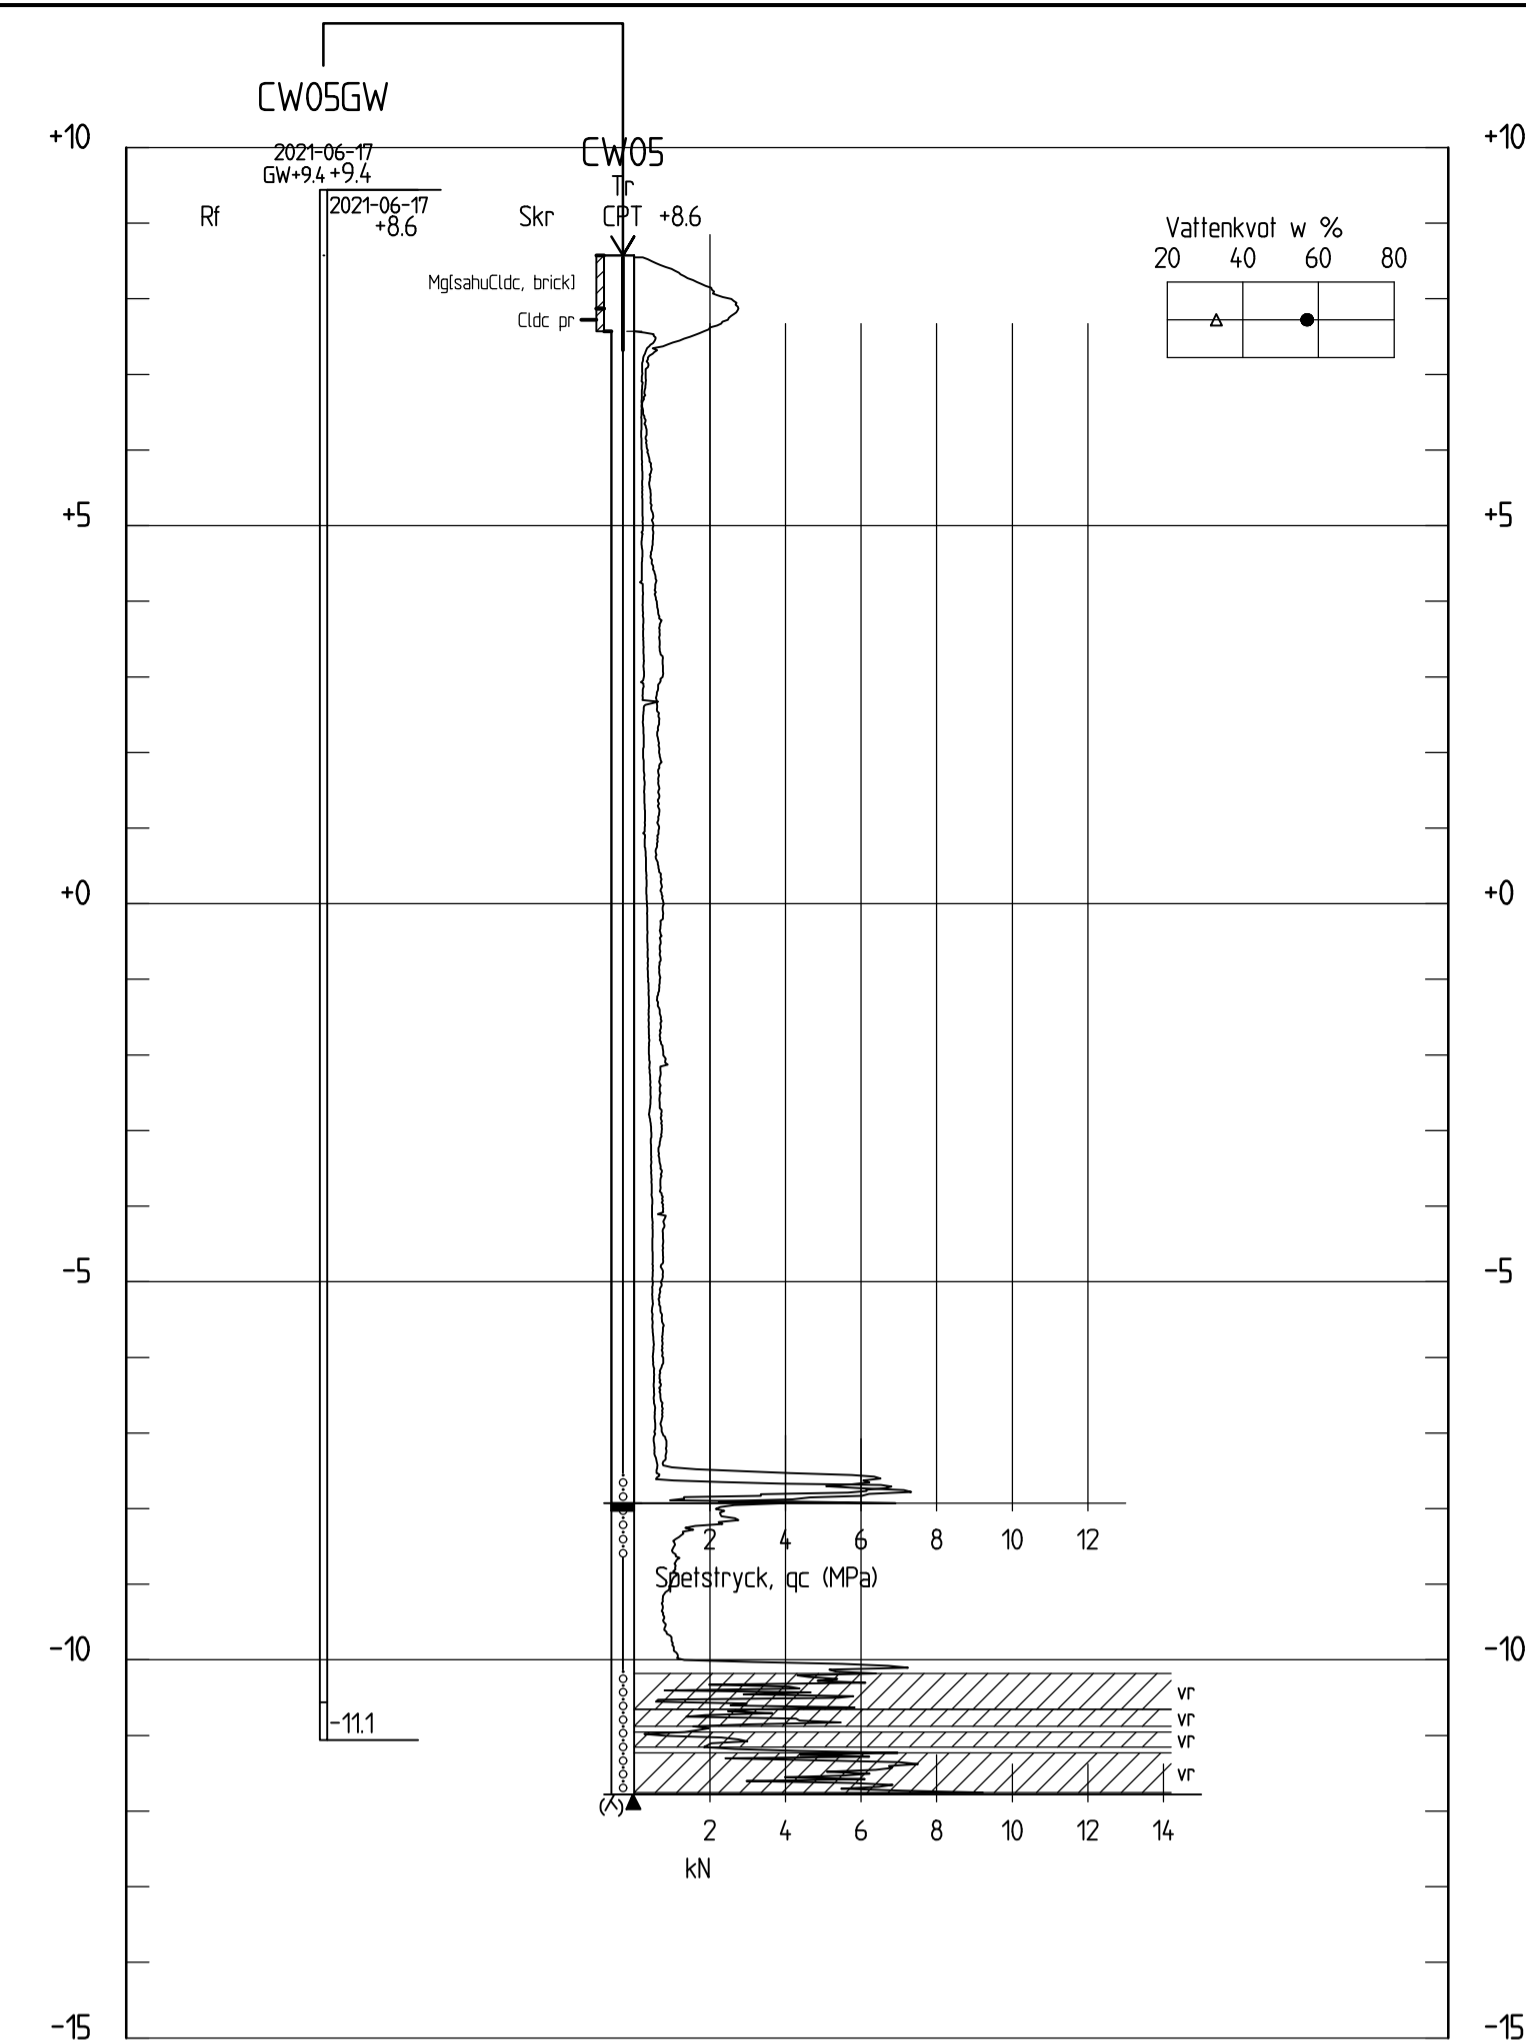 CW05GW
+10
+10
2021-06-17
CW05
GW+9.4 +9.4
Tr
2021-06-17
Rf
+8.6
Skr
CPT +8.6
Vattenkvot w %
20 40 60 80
Mg[sahuCldc, brick]
Cldc pr
+5
+5
+0
+0
-5
-5
2 4 6 8 10 12
Spetstryck, qc (MPa)
-10
-10
vr
vr
-11.1
vr
vr
2 4 6 8 10 12 14
kN
-15
-15